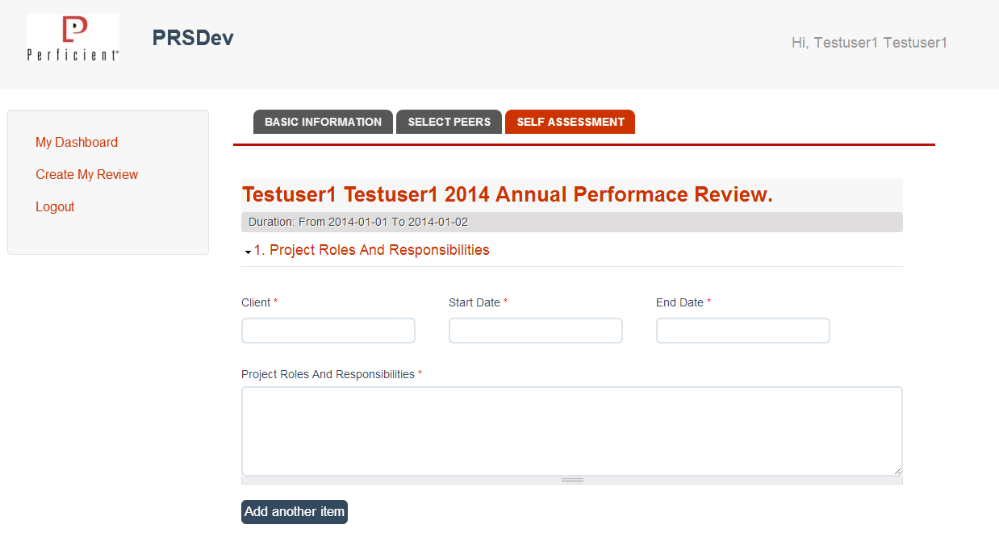 Perficient
PRSDev
Hi, Testuser1 Testuser1
My Dashboard
Create My Review
Logout
BASIC INFORMATION SELECT PEERS SELF ASSESSMENT
Testuser1 Testuser1 2014 Annual Performace Review.
Duration: From 2014-01-01 To 2014-01-02
1. Project Roles And Responsibilities
Client * Start Date * End Date *
Project Roles And Responsibilities *
Add another item